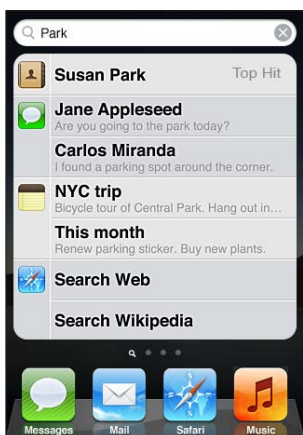 Park
Susan Park Top Hit
Jane Appleseed
Are you going to the park today?
Carlos Miranda
I found a parking spot around the corner.
NYC trip
Bicycle tour of Central Park. Hang out in…
This month
Renew parking sticker. Buy new plants.
Search Web
Search Wikipedia
Messages Mail Safari Music